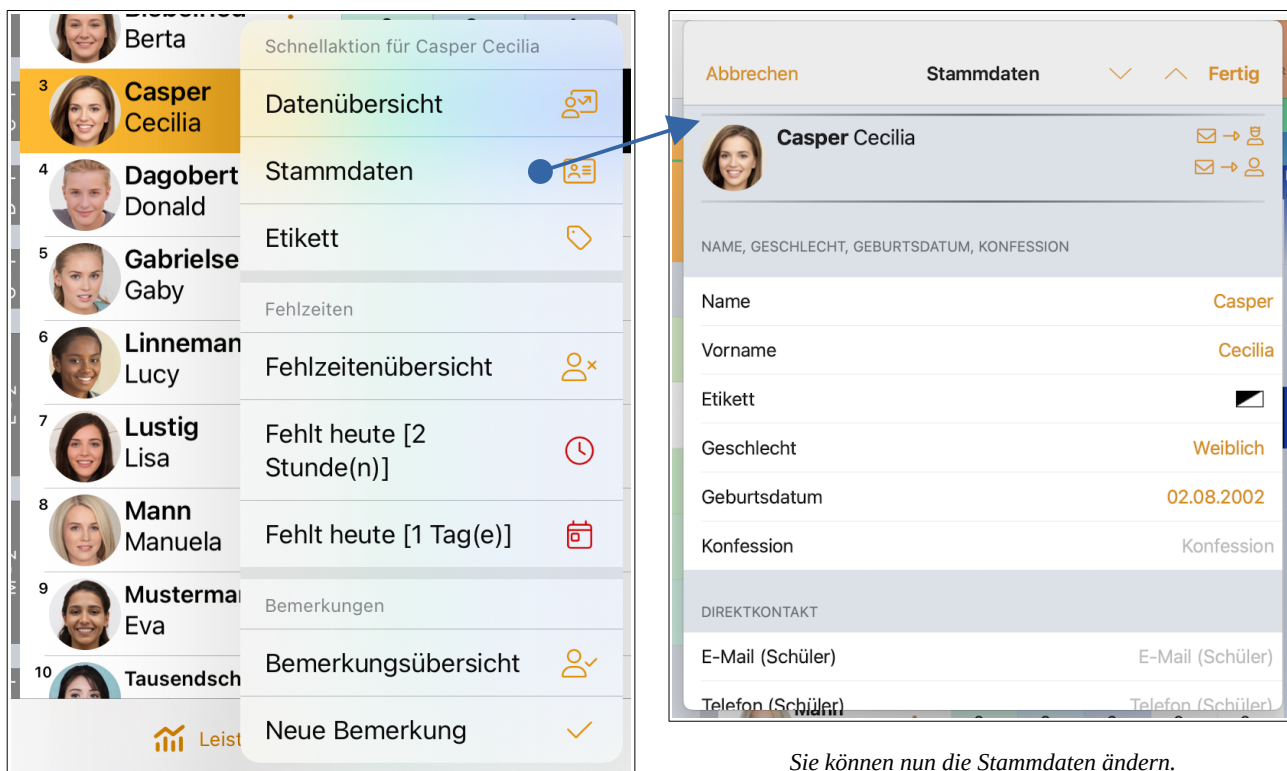 Berta
3
Casper
Cecilia
4
Dagobert
Donald
5
Gabrielse
Gaby
6
Linneman
Lucy
7
Lustig
Lisa
8
Mann
Manuela
9
Musterma
Eva
10
Tausendsch
Leist
Schnellaktion für Casper Cecilia
Datenübersicht
Stammdaten
Etikett
Fehlzeiten
Fehlzeitenübersicht
Fehlt heute [2
Stunde(n)]
Fehlt heute [1 Tag(e)]
Bemerkungen
Bemerkungsübersicht
Neue Bemerkung
Abbrechen Stammdaten Fertig
Casper Cecilia
NAME, GESCHLECHT, GEBURTSDATUM, KONFESSION
Name Casper
Vorname Cecilia
Etikett
Geschlecht Weiblich
Geburtsdatum 02.08.2002
Konfession Konfession
DIREKTKONTAKT
E-Mail (Schüler) E-Mail (Schüler)
Telefon (Schüler) Telefon (Schüler)
Mann
Sie können nun die Stammdaten ändern.